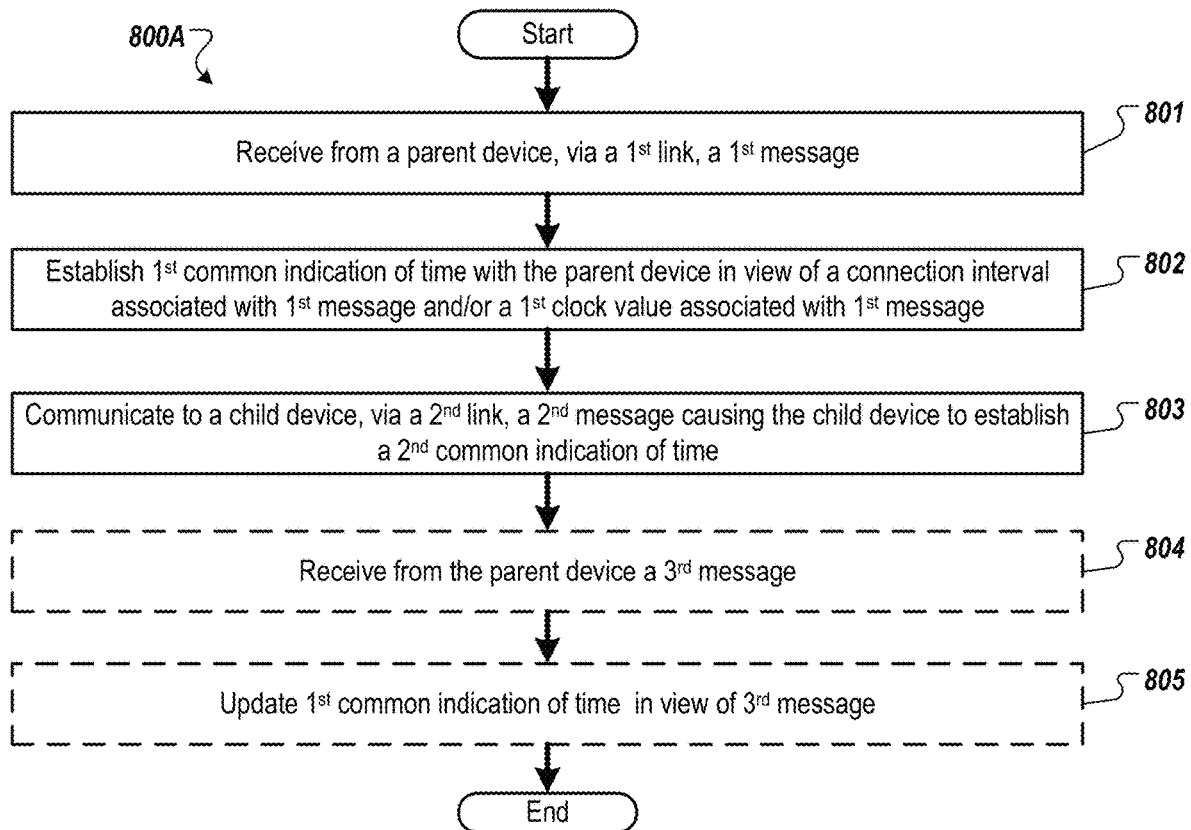 800A
Start
801
Receive from a parent device, via a 1st link, a 1st message
802
Establish 1st common indication of time with the parent device in view of a connection interval
associated with 1st message and/or a 1st clock value associated with 1st message
803
Communicate to a child device, via a 2nd link, a 2nd message causing the child device to establish
a 2nd common indication of time
804
Receive from the parent device a 3rd message
805
Update 1st common indication of time in view of 3rd message
End